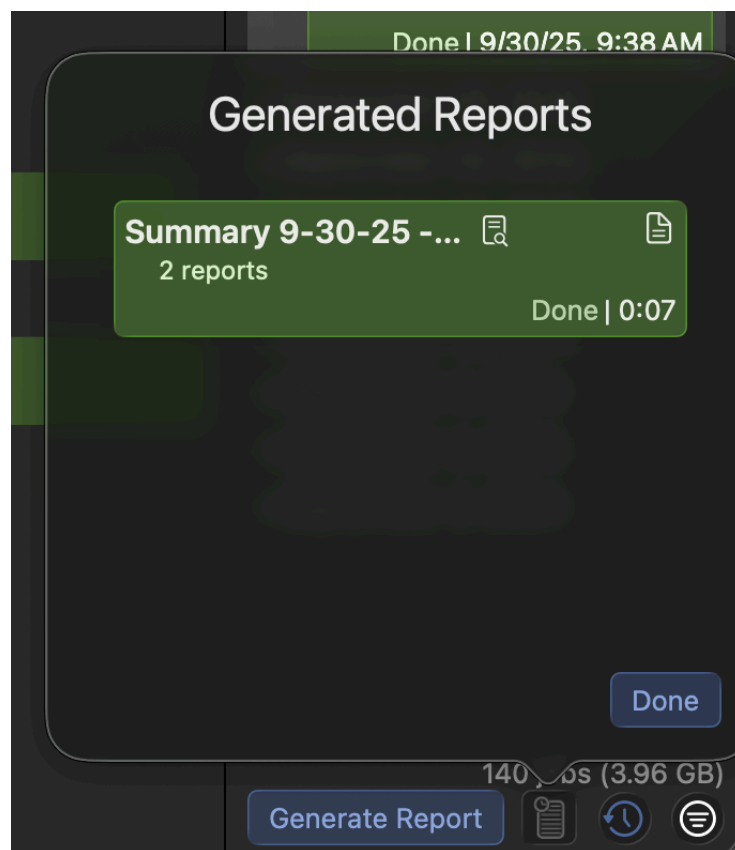 Done | 9/30/25, 9:38 AM
Generated Reports
Summary 9-30-25 -...
2 reports
Done | 0:07
Done
140 (3.96 GB)
Generate Report